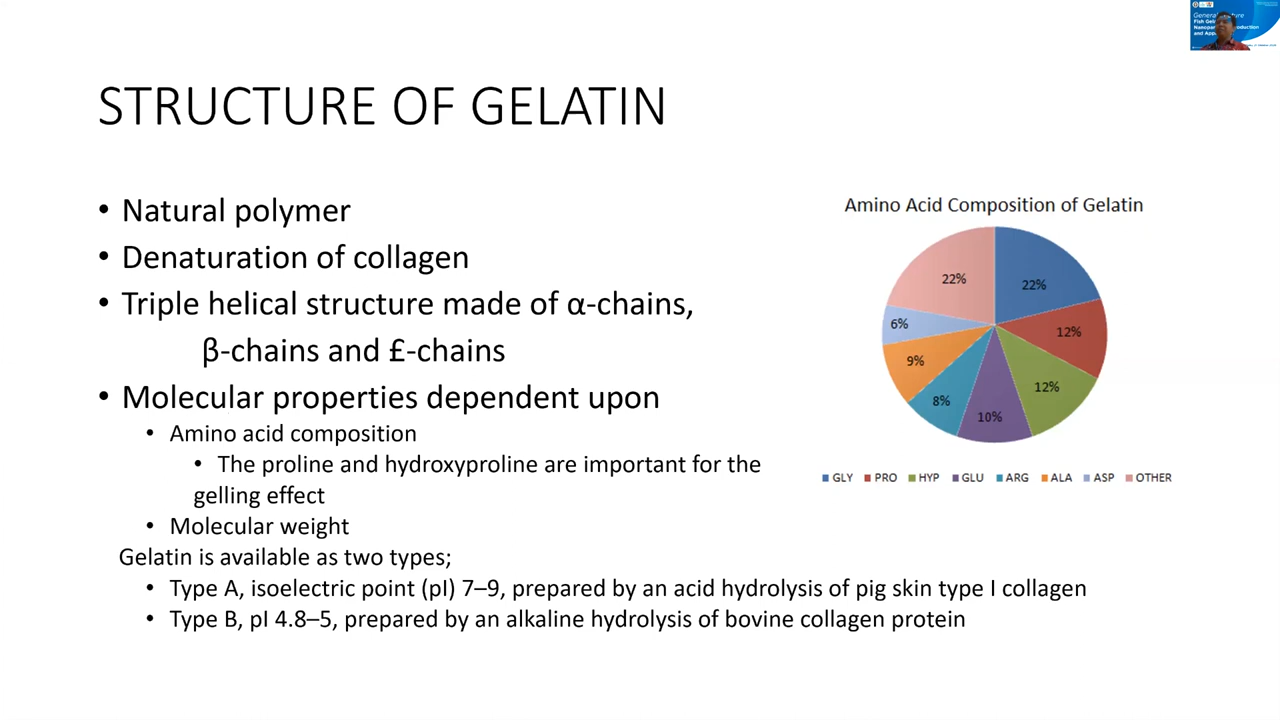 General Lecture
STRUCTURE OF GELATIN
• Natural polymer
• Denaturation of collagen
• Triple helical structure made of α-chains,
β-chains and £-chains
• Molecular properties dependent upon
• Amino acid composition
• The proline and hydroxyproline are important for the
gelling effect
• Molecular weight
Gelatin is available as two types;
• Type A, isoelectric point (pI) 7–9, prepared by an acid hydrolysis of pig skin type I collagen
• Type B, pI 4.8–5, prepared by an alkaline hydrolysis of bovine collagen protein
Amino Acid Composition of Gelatin
22%
12%
12%
10%
8%
9%
6%
22%
GLY PRO HYP GLU ARG ALA ASP OTHER